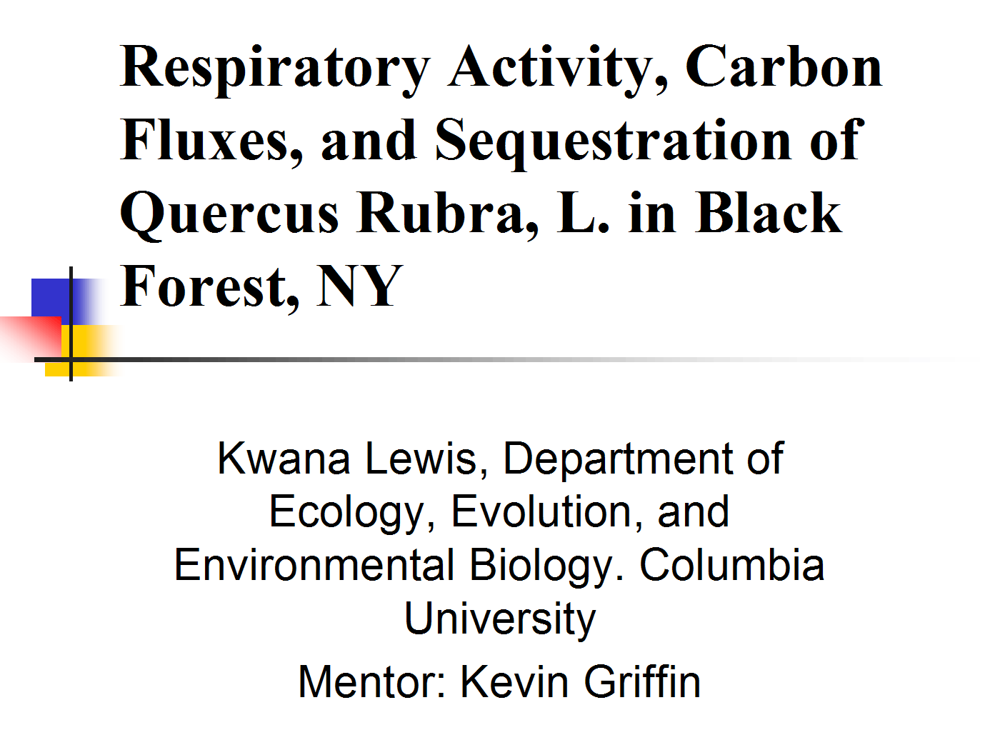 Respiratory Activity, Carbon
Fluxes, and Sequestration of
Quercus Rubra, L. in Black
Forest, NY
Kwana Lewis, Department of
Ecology, Evolution, and
Environmental Biology. Columbia
University
Mentor: Kevin Griffin